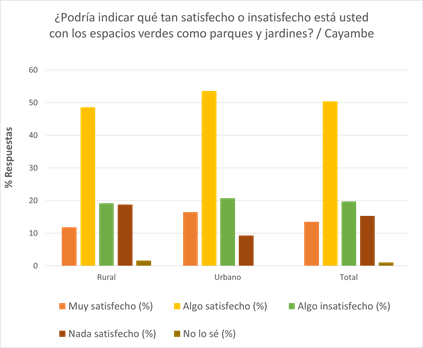 ¿Podría indicar qué tan satisfecho o insatisfecho está usted
con los espacios verdes como parques y jardines? / Cayambe
60
50
40
30
20
10
0
% Respuestas
Rural
Urbano
Total
Muy satisfecho (%)
Algo satisfecho (%)
Algo insatisfecho (%)
Nada satisfecho (%)
No lo sé (%)